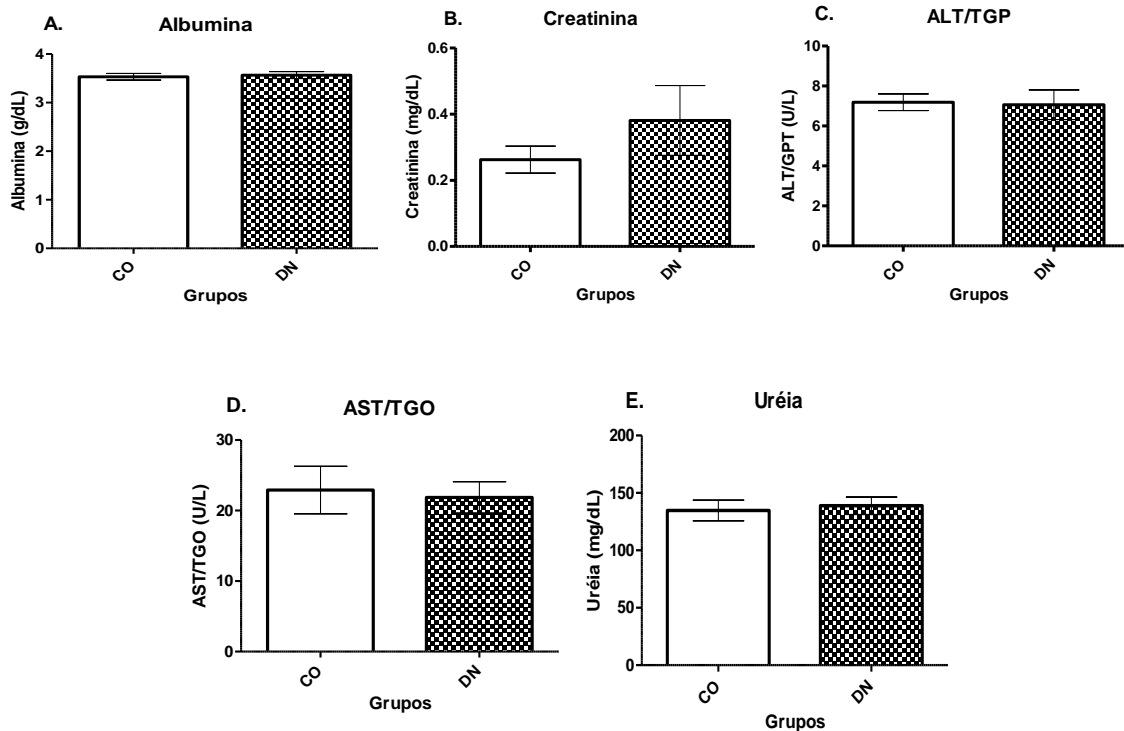 A.
Albumina
Albumina (g/dL)
4
3
2
1
0
CO
DN
Grupos
B.
Creatinina
Creatinina (mg/dL)
0.6
0.4
0.2
0.0
CO
DN
Grupos
C.
ALT/TGP
ALT/GPT (U/L)
10
8
6
4
2
0
CO
DN
Grupos
D.
AST/TGO
AST/TGO (U/L)
30
20
10
0
CO
DN
Grupos
E.
Uréia
Uréia (mg/dL)
200
150
100
50
0
CO
DN
Grupos